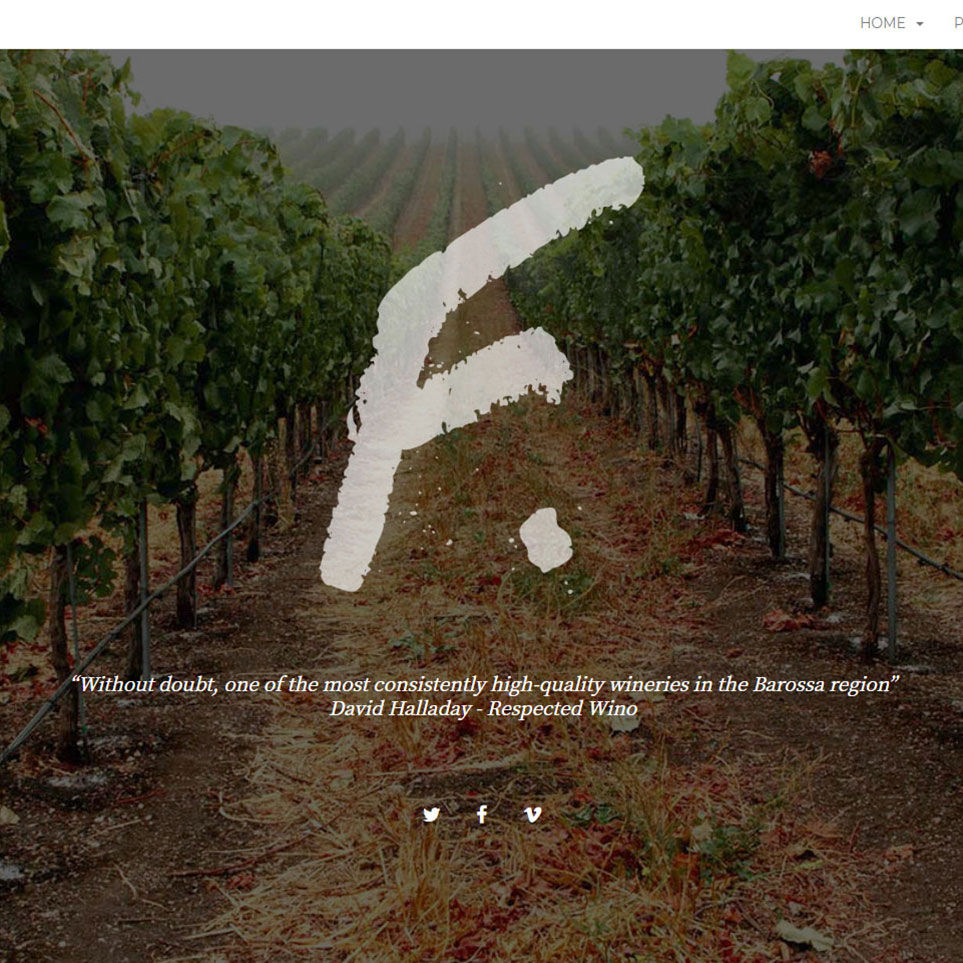 HOME
P
A.
“Without doubt, one of the most consistently high-quality wineries in the Barossa region”
David Halladay - Respected Wino